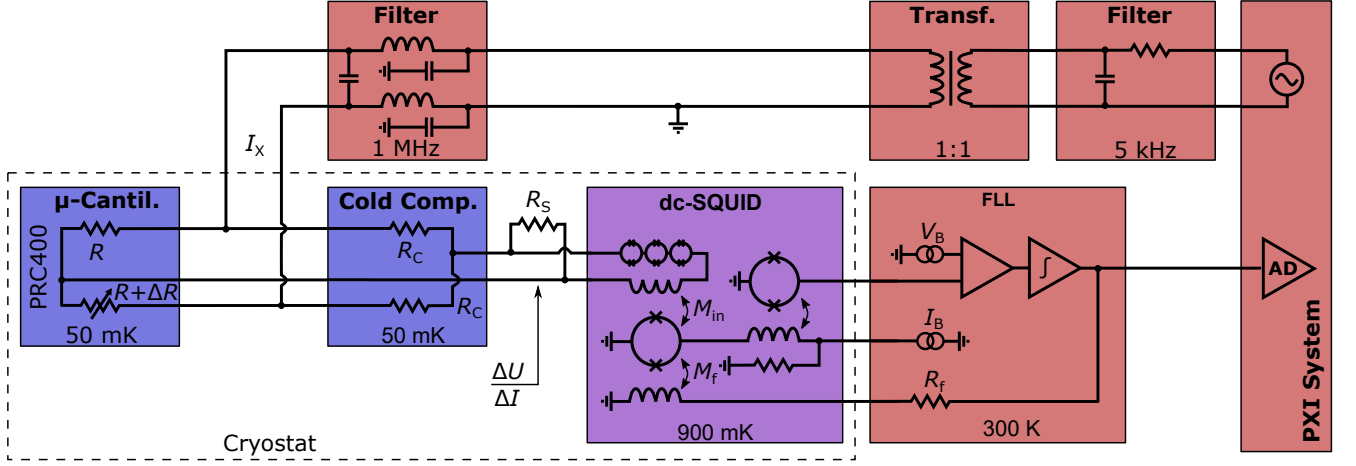 Filter
1 MHz
Transf.
1:1
Filter
5 kHz
PXI System
AD
I_X
μ-Cantil.
PRC400
R
R+ΔR
50 mK
Cold Comp.
R_C
R_C
50 mK
R_S
ΔU
ΔI
dc-SQUID
M_in
M_f
900 mK
FLL
V_B
∫
I_B
R_f
300 K
Cryostat